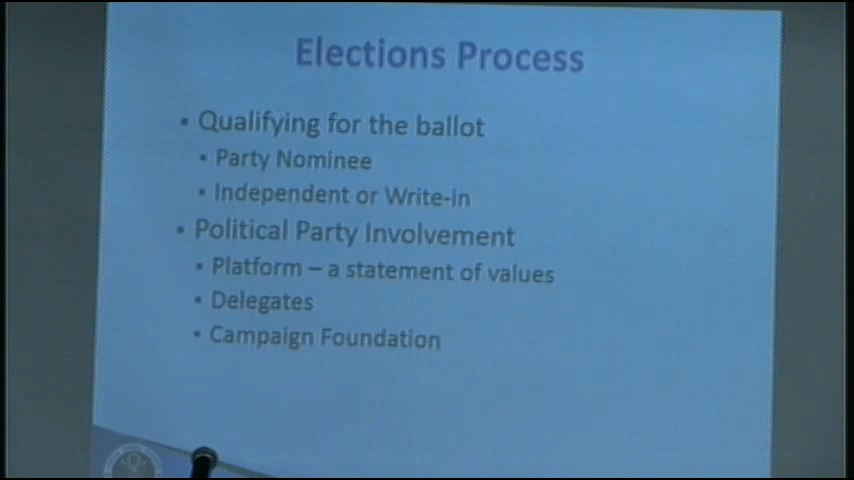 Elections Process
▪ Qualifying for the ballot
▪ Party Nominee
▪ Independent or Write-in
▪ Political Party Involvement
▪ Platform – a statement of values
▪ Delegates
▪ Campaign Foundation